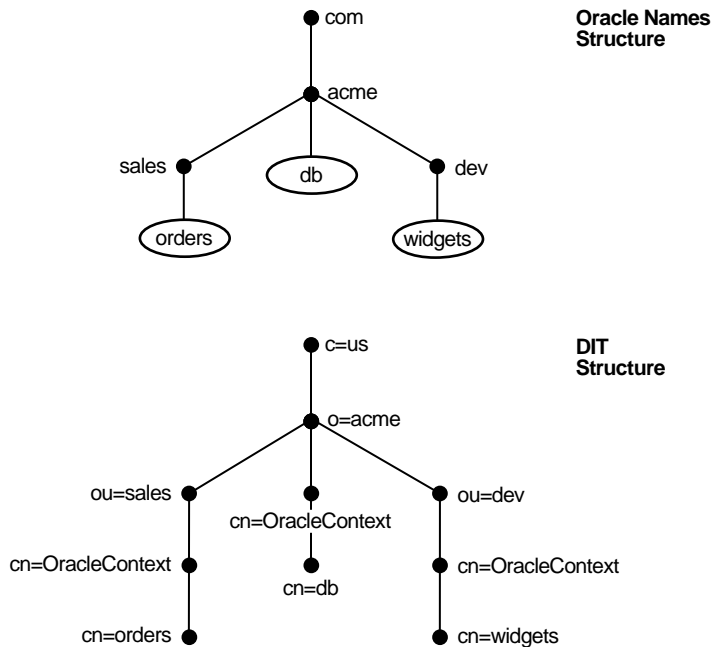 com
Oracle Names
Structure
acme
sales
db
dev
orders
widgets
c=us
DIT
Structure
o=acme
ou=sales
ou=dev
cn=OracleContext
cn=OracleContext
cn=OracleContext
cn=db
cn=orders
cn=widgets